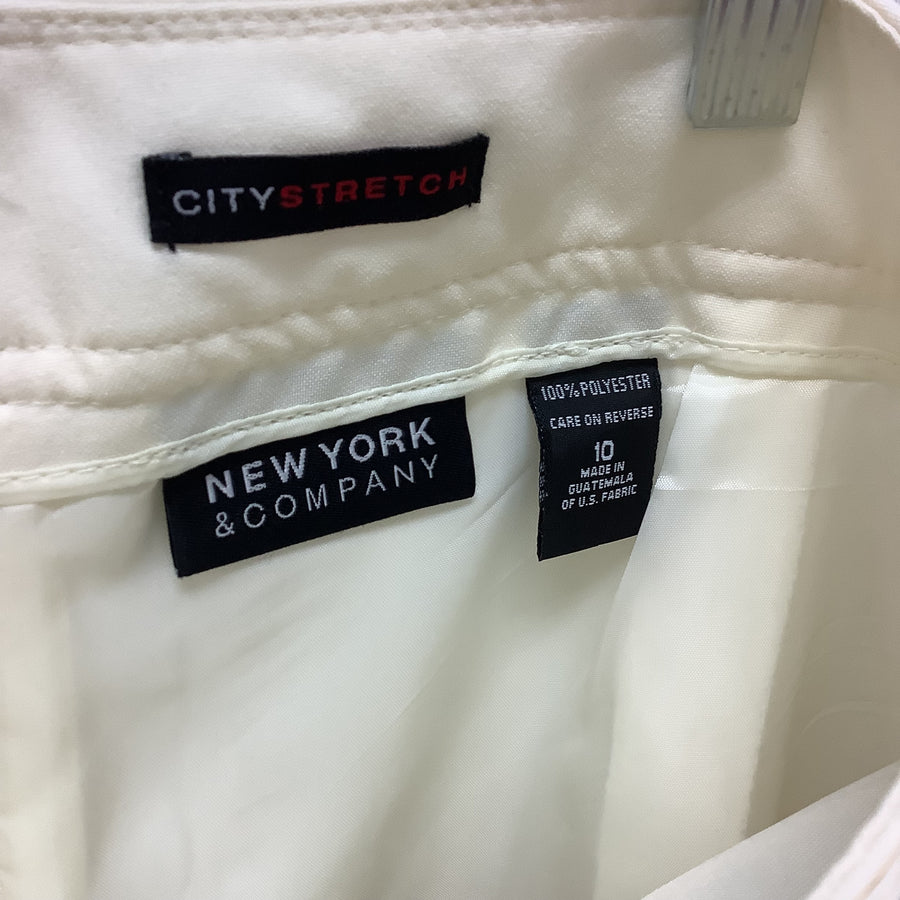 CITYSTRETCH
NEW YORK
& COMPANY
100% POLYESTER
CARE ON REVERSE
10
MADE IN
GUATEMALA
OF U.S. FABRIC